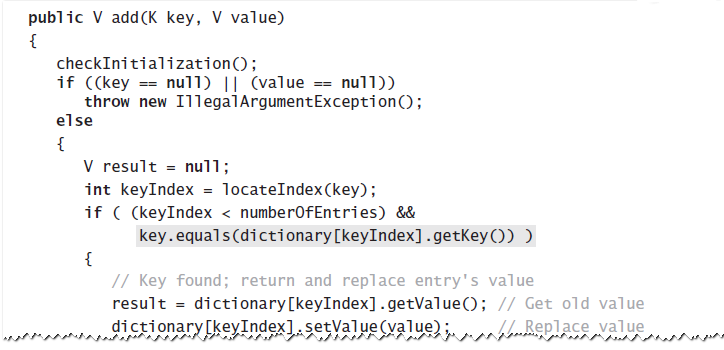 public V add(K key, V value)
{
checkInitialization();
if ((key == null) || (value == null))
throw new IllegalArgumentException();
else
{
V result = null;
int keyIndex = locateIndex(key);
if ( (keyIndex < numberOfEntries) &&
key.equals(dictionary[keyIndex].getKey()) )
{
// Key found; return and replace entry's value
result = dictionary[keyIndex].getValue(); // Get old value
dictionary[keyIndex].setValue(value); // Replace value